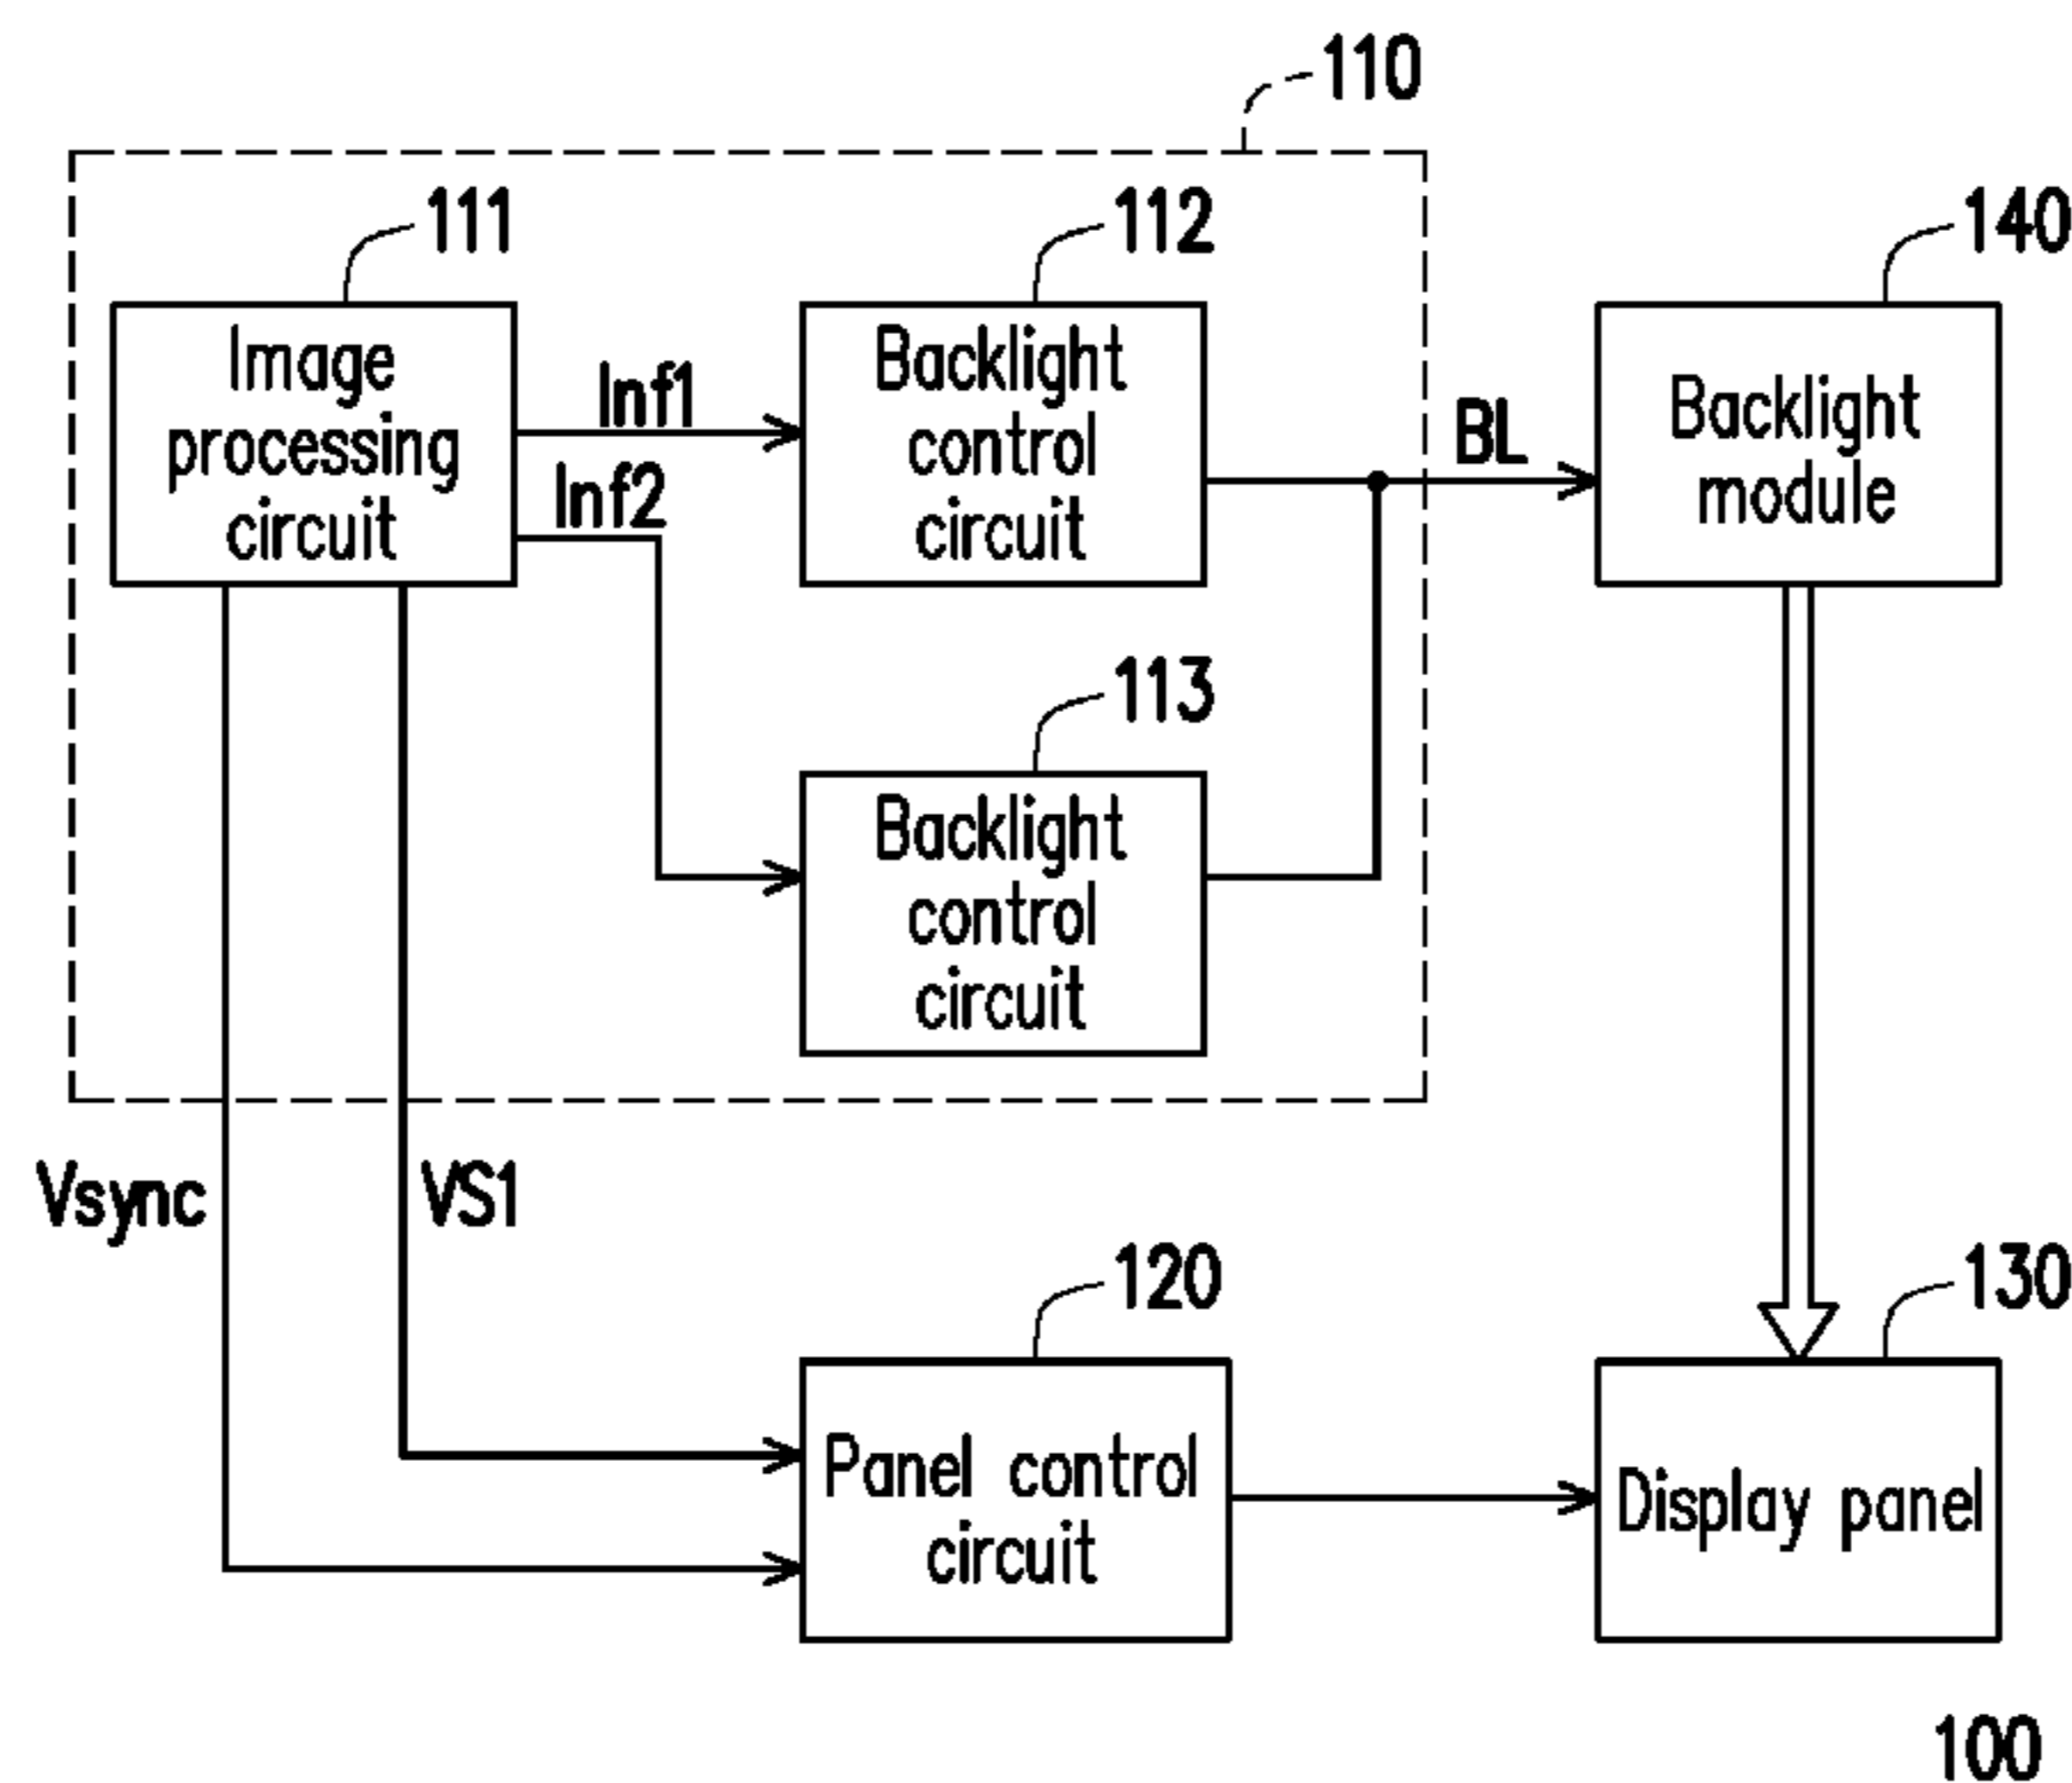 110
111
112
140
Image
processing
circuit
Inf1
Inf2
Backlight
control
circuit
BL
Backlight
module
113
Backlight
control
circuit
Vsync
VS1
120
130
Panel control
circuit
Display panel
100